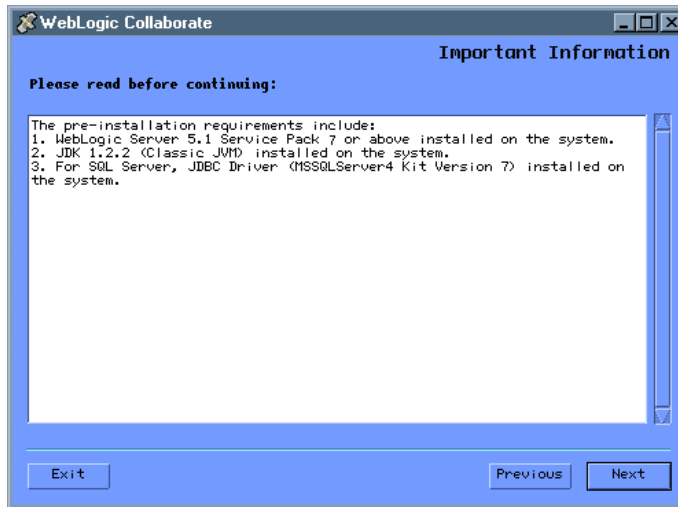 WebLogic Collaborate
Important Information
Please read before continuing:
The pre-installation requirements include:
1. WebLogic Server 5.1 Service Pack 7 or above installed on the system.
2. JDK 1.2.2 (Classic JVM) installed on the system.
3. For SQL Server, JDBC Driver (MSSQLServer4 Kit Version 7) installed on
the system.
Exit
Previous
Next